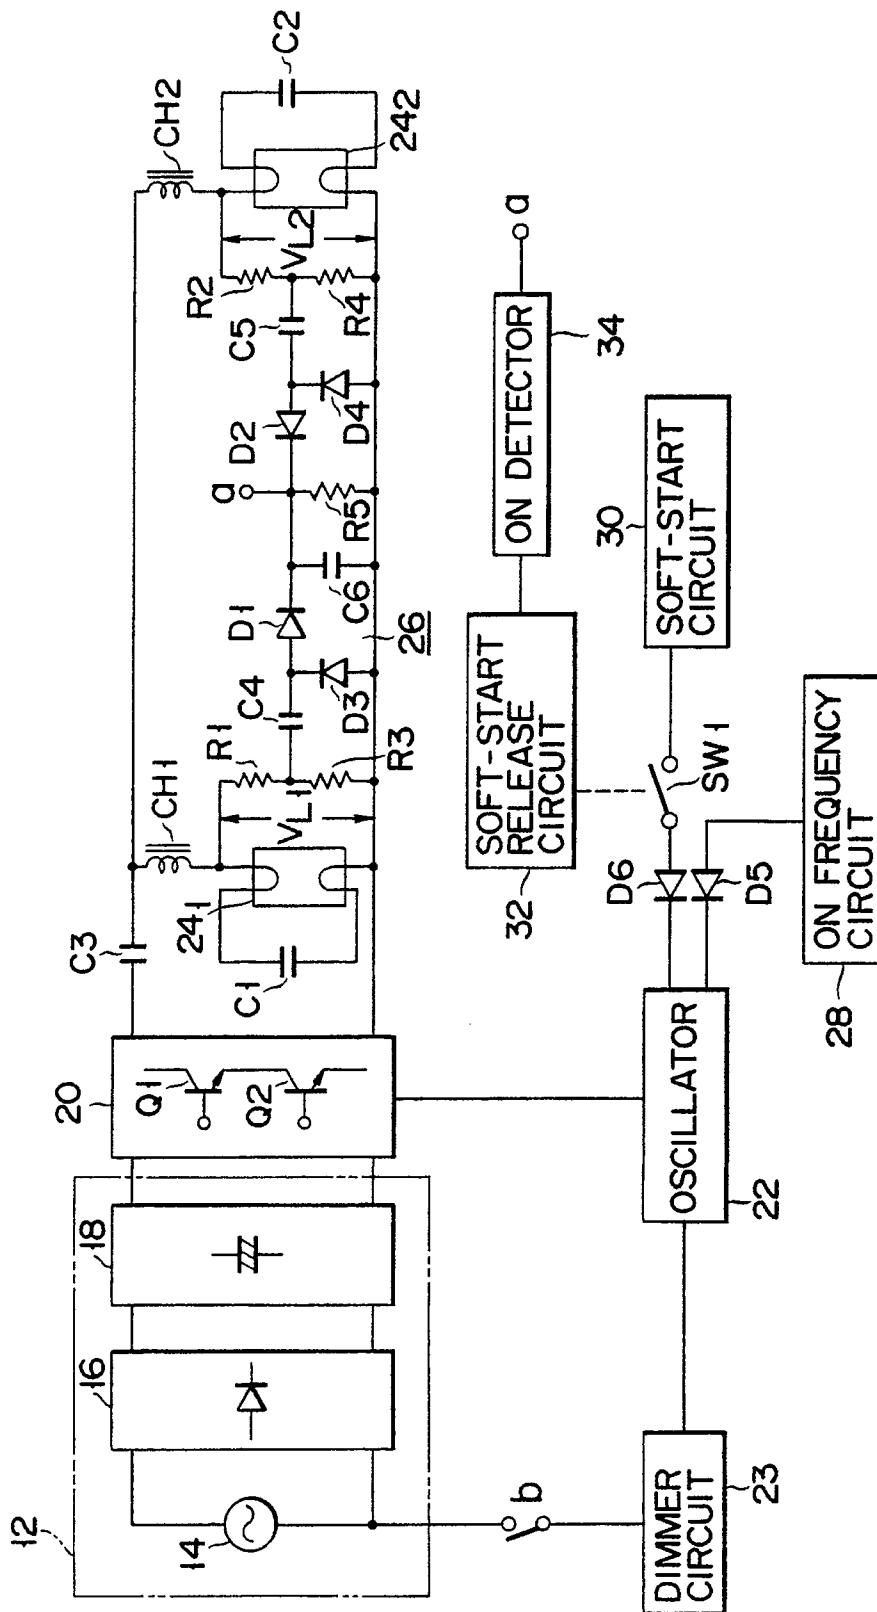 12
14
16
18
20
Q1
Q2
C3
CH1
CH2
C1
24₁
V_L1
R1
R3
C4
D1
D3
26
C6
a
R5
D2
D4
C5
R2
R4
V_L2
24₂
C2
b
DIMMER
CIRCUIT
23
OSCILLATOR
22
D6
D5
SW1
ON FREQUENCY
CIRCUIT
28
SOFT-START
CIRCUIT
30
SOFT-START
RELEASE
CIRCUIT
32
ON DETECTOR
34
a